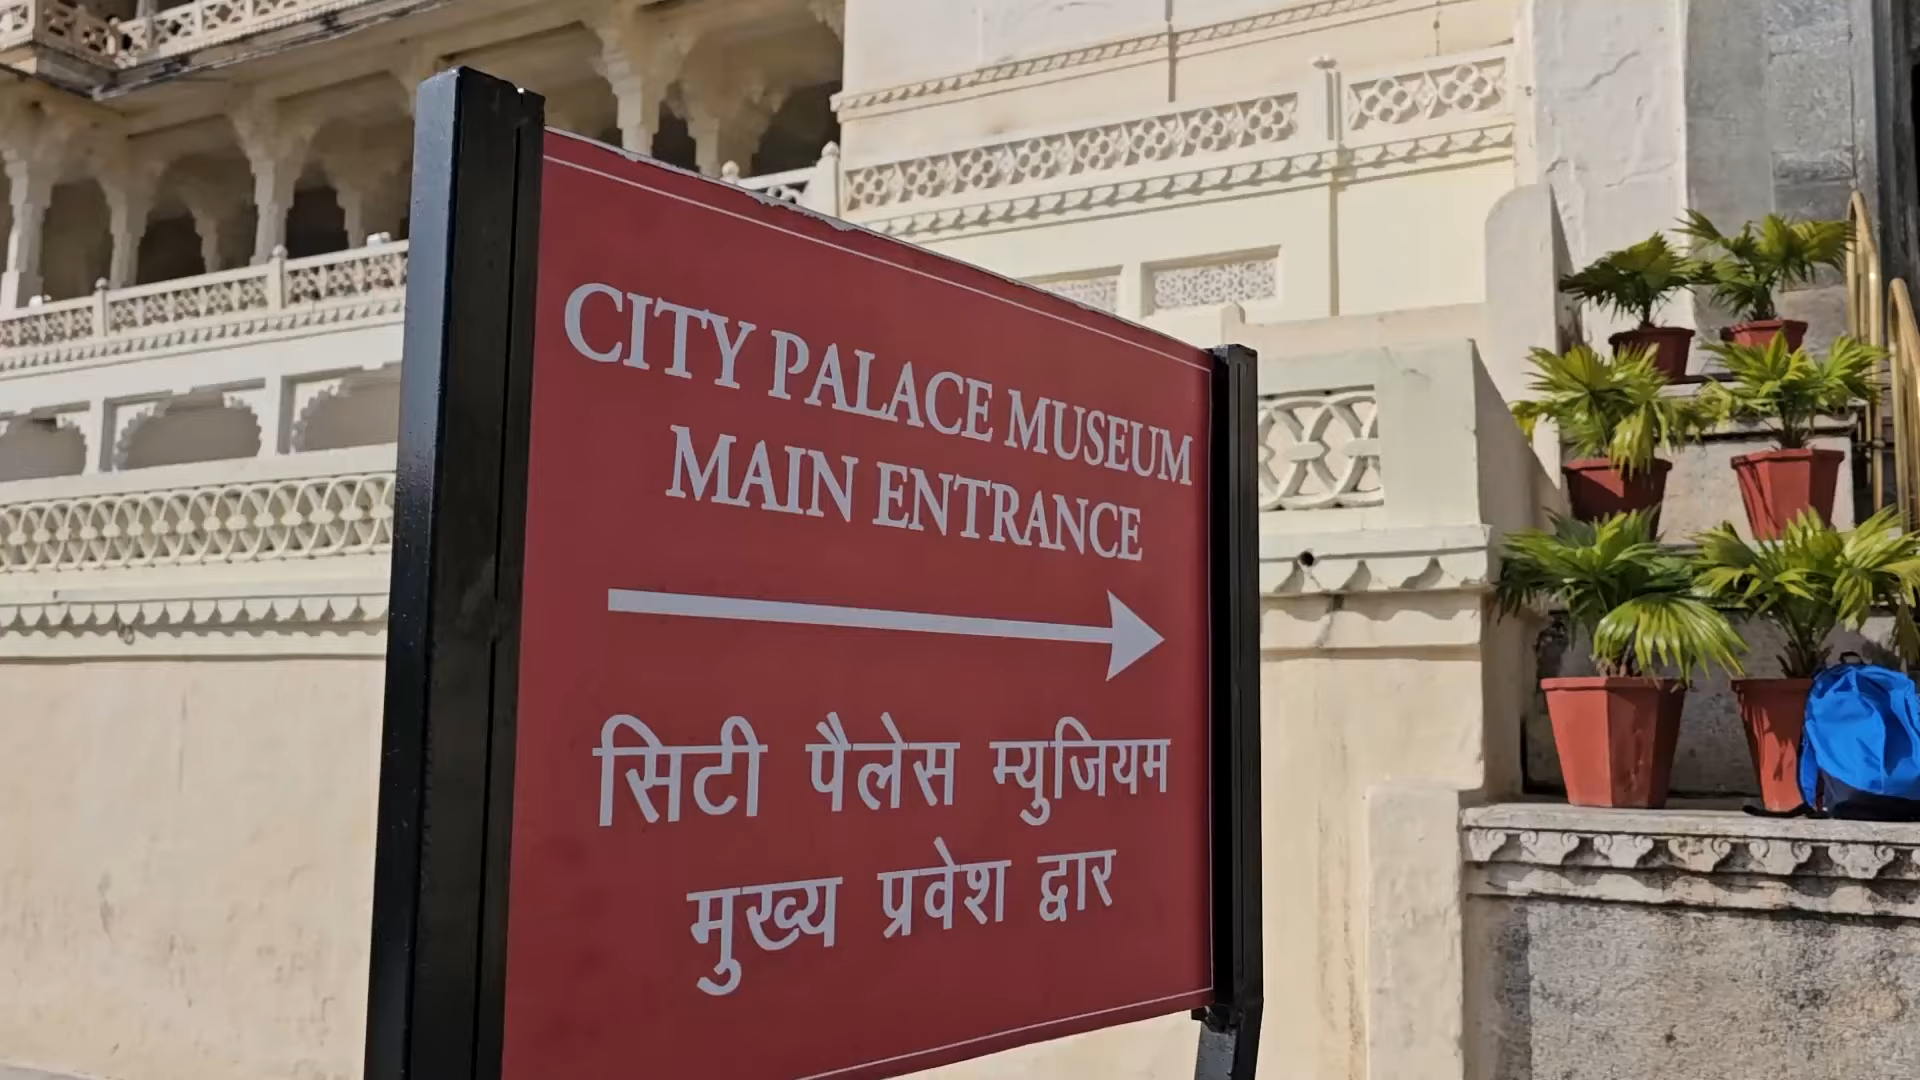 CITY PALACE MUSEUM
MAIN ENTRANCE
सिटी पैलेस म्युजियम
मुख्य प्रवेश द्वार